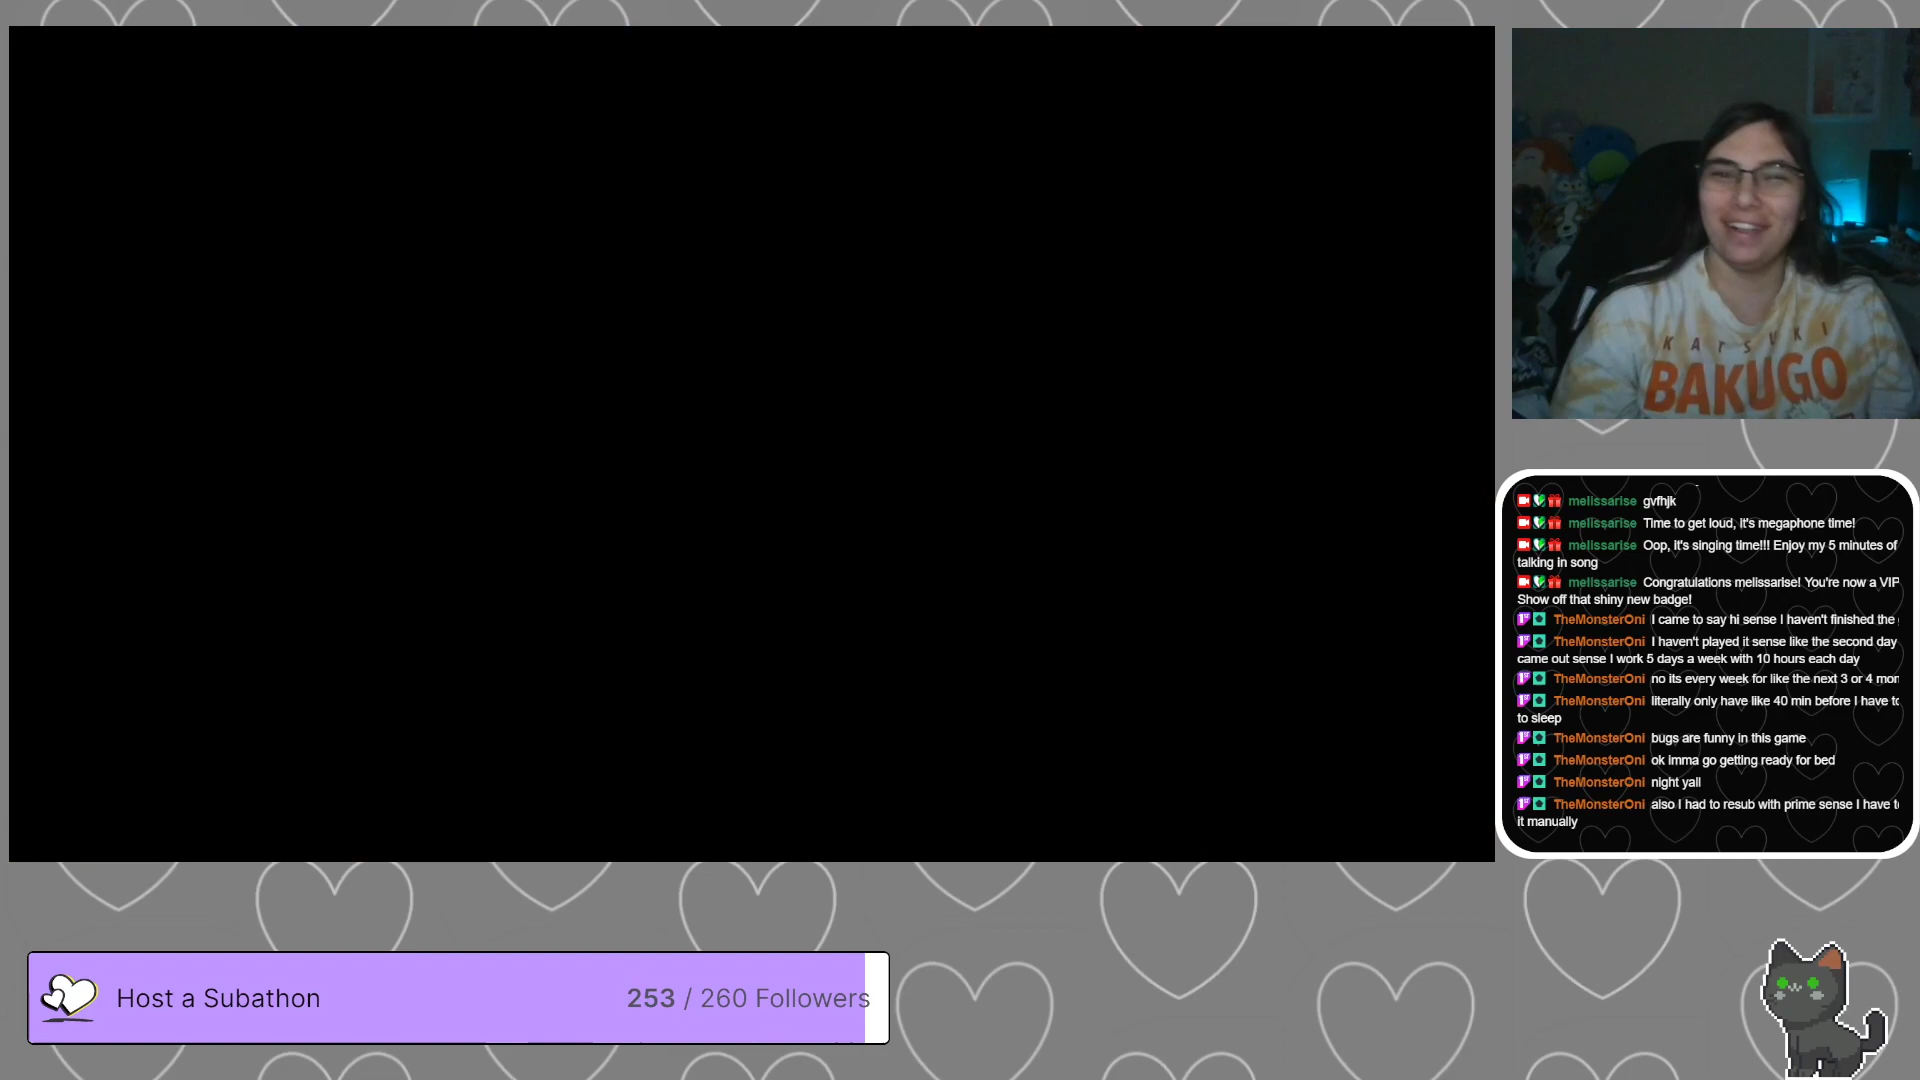 KATSUKI
BAKUGO
melissarise gvfhjk
melissarise Time to get loud, it's megaphone time!
melissarise Oop, it's singing time!!! Enjoy my 5 minutes of
talking in song
melissarise Congratulations melissarise! You're now a VIP
Show off that shiny new badge!
TheMonsterOni I came to say hi sense I haven't finished the
TheMonsterOni I haven't played it sense like the second day
came out sense I work 5 days a week with 10 hours each day
TheMonsterOni no its every week for like the next 3 or 4 mon
TheMonsterOni literally only have like 40 min before I have to
to sleep
TheMonsterOni bugs are funny in this game
TheMonsterOni ok imma go getting ready for bed
TheMonsterOni night yall
TheMonsterOni also I had to resub with prime sense I have to
it manually
Host a Subathon 253 / 260 Followers